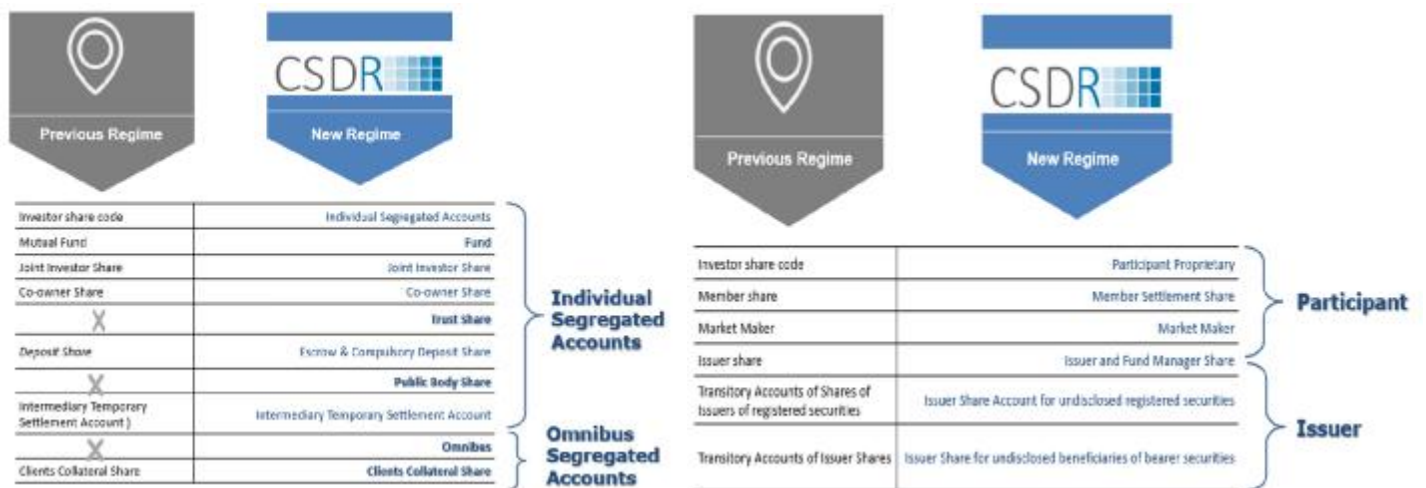 CSDR
Previous Regime
New Regime
Investor share code
Individual Segregated Accounts
Mutual Fund
Fund
Joint Investor Share
Joint Investor Share
Co-owner Share
Co-owner Share
X
Trust Share
Deposit Share
Escrow & Compulsory Deposit Share
X
Public Body Share
Intermediary Temporary
Settlement Account )
Intermediary Temporary Settlement Account
X
Omnibus
Clients Collateral Share
Clients Collateral Share
Individual
Segregated
Accounts
Omnibus
Segregated
Accounts
CSDR
Previous Regime
New Regime
Investor share code
Participant Proprietary
Member share
Member Settlement Share
Market Maker
Market Maker
Issuer share
Issuer and Fund Manager Share
Transitory Accounts of Shares of
Issuers of registered securities
Issuer Share Account for undisclosed registered securities
Transitory Accounts of Issuer Shares
Issuer Share for undisclosed beneficiaries of bearer securities
Participant
Issuer